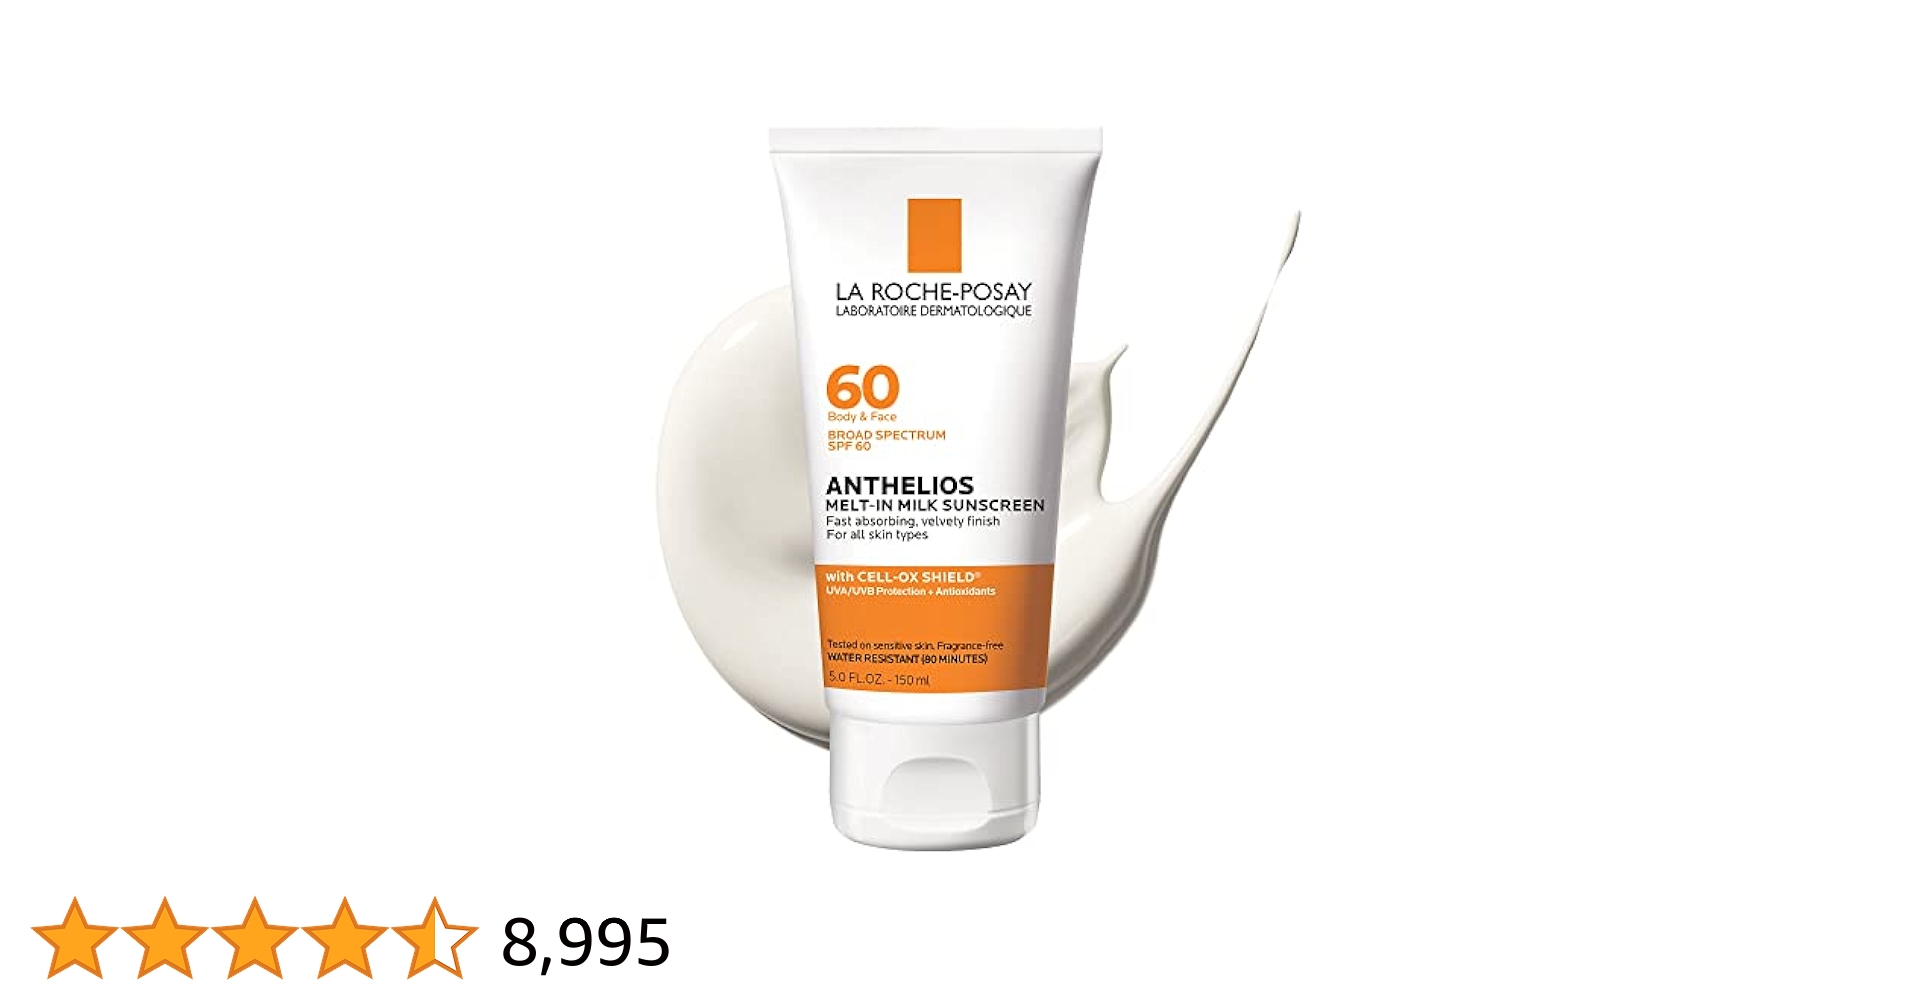 LA ROCHE-POSAY
LABORATOIRE DERMATOLOGIQUE
60
Body & Face
BROAD SPECTRUM
SPF 60
ANTHELIOS
MELT-IN MILK SUNSCREEN
Fast absorbing, velvety finish
For all skin types
with CELL-OX SHIELD®
UVA/UVB Protection + Antioxidants
Tested on sensitive skin. Fragrance-free
WATER RESISTANT (80 MINUTES)
5.0 FL.OZ. - 150 ml
8,995